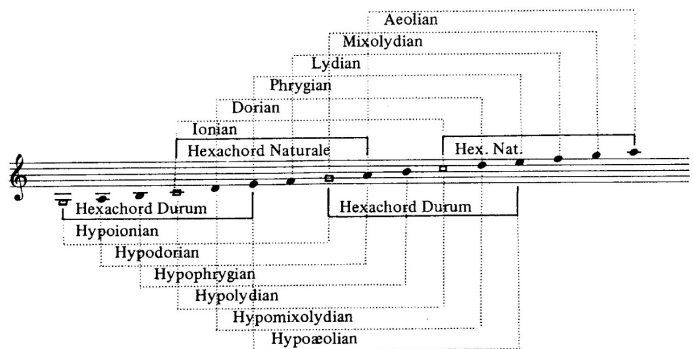 Aeolian
Mixolydian
Lydian
Phrygian
Dorian
Ionian
Hexachord Naturale
Hex. Nat.
Hexachord Durum
Hexachord Durum
Hypoionian
Hypodorian
Hypophrygian
Hypolydian
Hypomixolydian
Hypoæolian